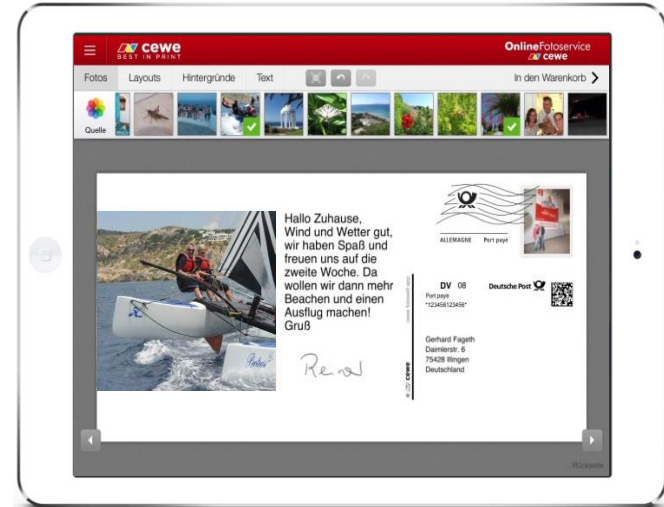 cewe
BEST IN PRINT
OnlineFotoservice
cewe
Fotos
Layouts
Hintergründe
Text
In den Warenkorb
Quelle
Hallo Zuhause,
Wind und Wetter gut,
wir haben Spaß und
freuen uns auf die
zweite Woche. Da
wollen wir dann mehr
Beachen und einen
Ausflug machen!
Gruß
ALLEMAGNE Port payé
DV 08 Deutsche Post
Port payé
*123456123456*
Gerhard Fageth
Daimlerstr. 6
75428 Illingen
Deutschland
cewe
Rückseite